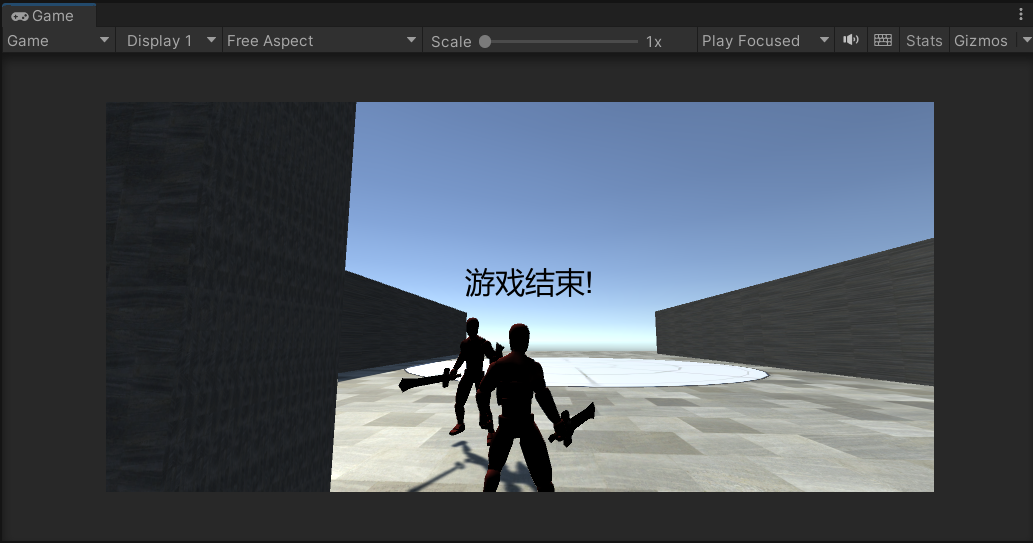 Game
Game Display 1 Free Aspect Scale 1x Play Focused Stats Gizmos
游戏结束!